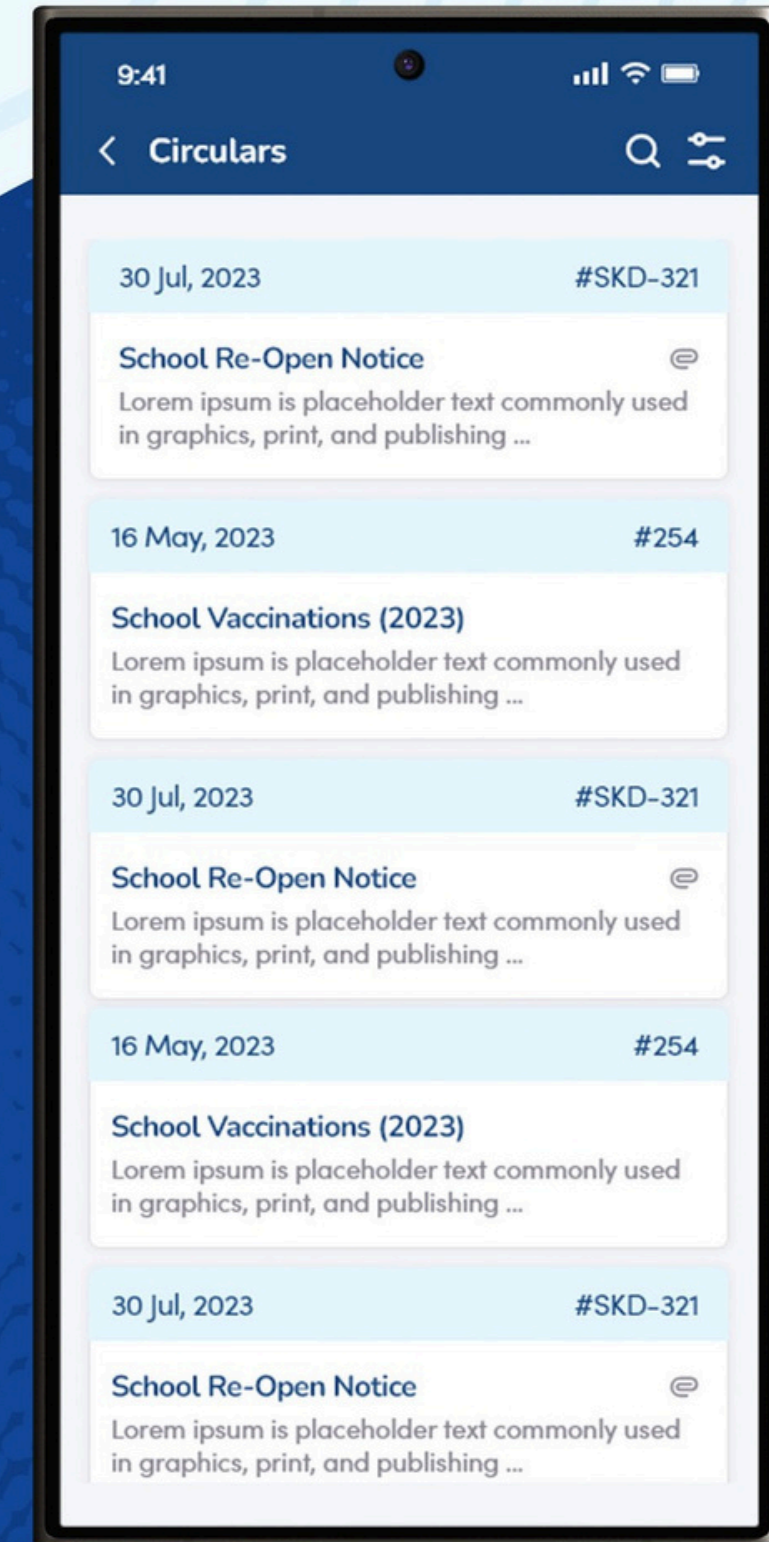 9:41
Circulars
30 Jul, 2023 #SKD-321
School Re-Open Notice
Lorem ipsum is placeholder text commonly used
in graphics, print, and publishing ...
16 May, 2023 #254
School Vaccinations (2023)
Lorem ipsum is placeholder text commonly used
in graphics, print, and publishing ...
30 Jul, 2023 #SKD-321
School Re-Open Notice
Lorem ipsum is placeholder text commonly used
in graphics, print, and publishing ...
16 May, 2023 #254
School Vaccinations (2023)
Lorem ipsum is placeholder text commonly used
in graphics, print, and publishing ...
30 Jul, 2023 #SKD-321
School Re-Open Notice
Lorem ipsum is placeholder text commonly used
in graphics, print, and publishing ...